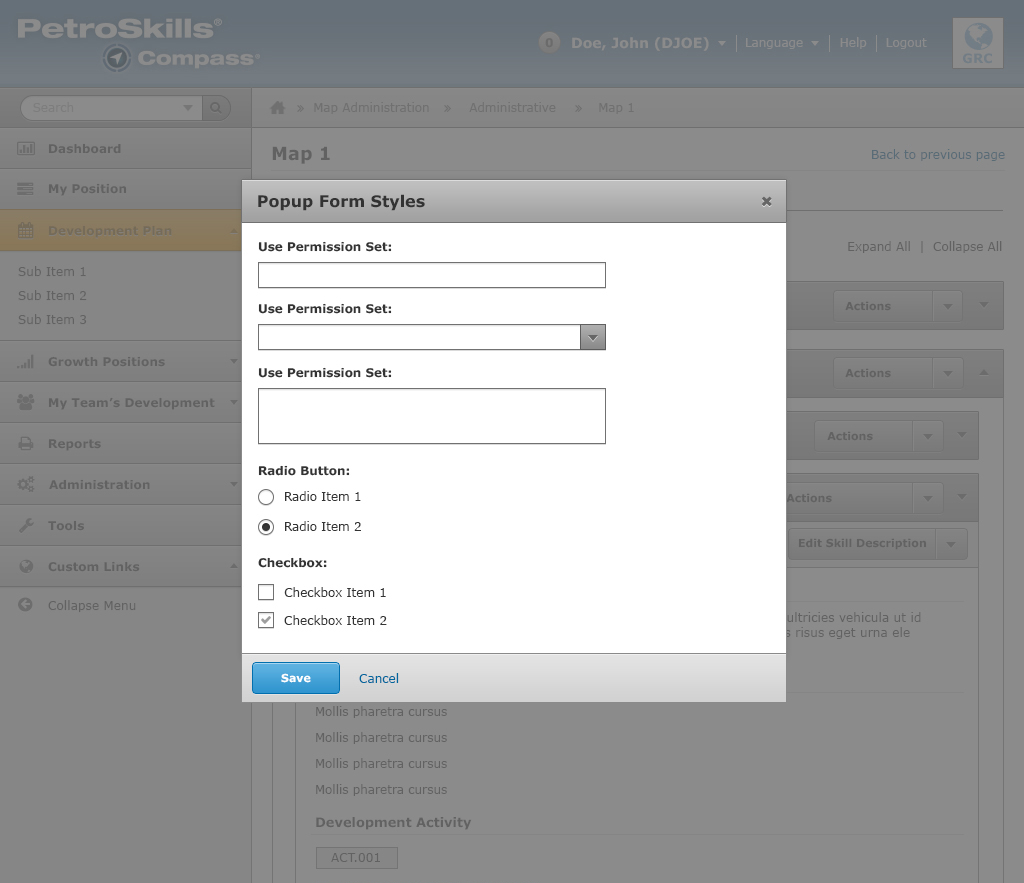 PetroSkills®
Compass
0 Doe, John (DJOE) Language Help Logout
GRC
Search
» Map Administration » Administrative » Map 1
Dashboard
My Position
Development Plan
Sub Item 1
Sub Item 2
Sub Item 3
Growth Positions
My Team's Development
Reports
Administration
Tools
Custom Links
Collapse Menu
Map 1
Back to previous page
Expand All | Collapse All
Actions
Actions
Actions
Actions
Edit Skill Description
ultricies vehicula ut id
risus eget urna ele
Popup Form Styles
Use Permission Set:
Use Permission Set:
Use Permission Set:
Radio Button:
Radio Item 1
Radio Item 2
Checkbox:
Checkbox Item 1
Checkbox Item 2
Save Cancel
Mollis pharetra cursus
Mollis pharetra cursus
Mollis pharetra cursus
Mollis pharetra cursus
Development Activity
ACT.001